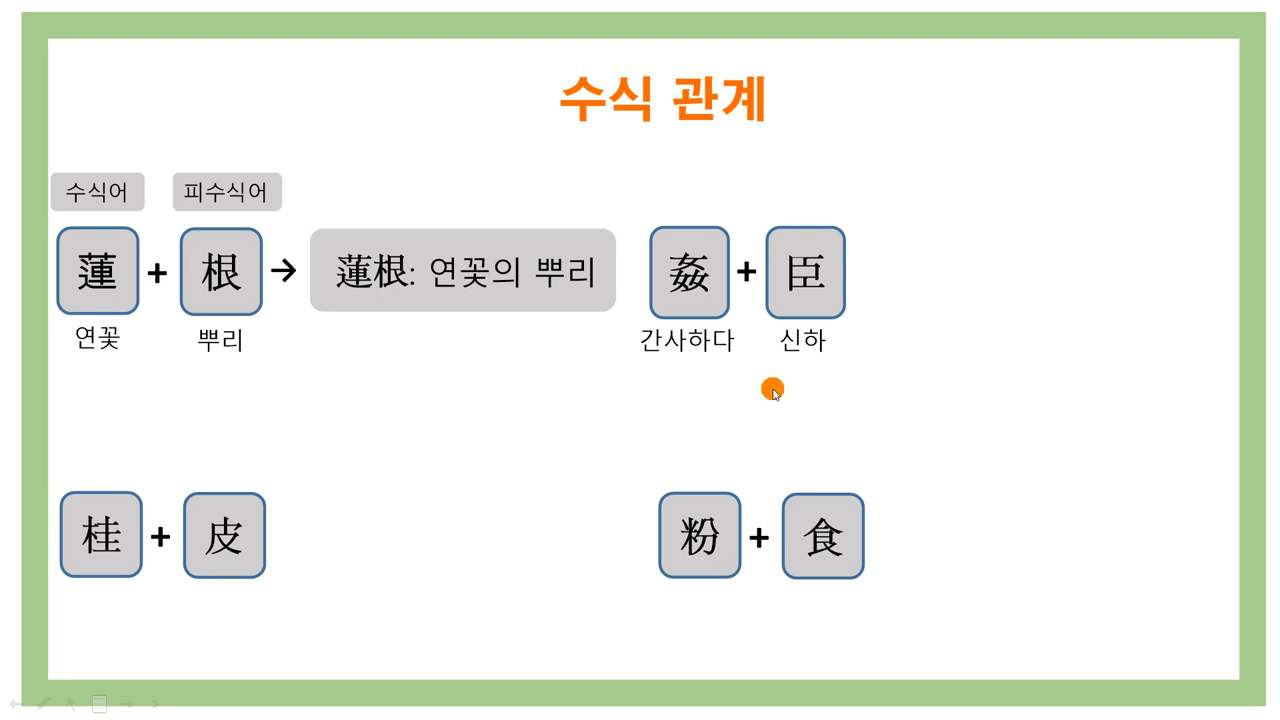 수식 관계
수식어 피수식어
蓮 + 根 → 蓮根: 연꽃의 뿌리
연꽃 뿌리
姦 + 臣
간사하다 신하
桂 + 皮
粉 + 食